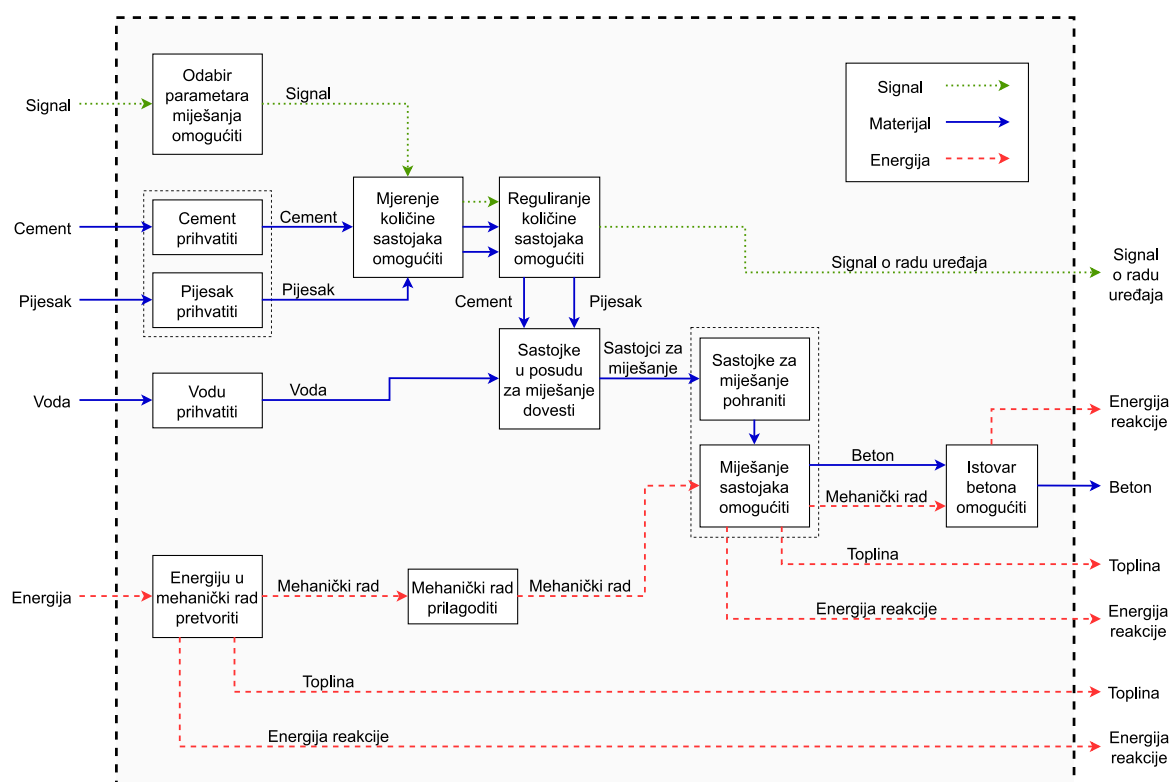 Odabir
parametara
miješanja
omogućiti
Signal
Signal
Signal
Materijal
Energija
Cement
Cement
prihvatiti
Cement
Mjerenje
količine
sastojaka
omogućiti
Reguliranje
količine
sastojaka
omogućiti
Pijesak
Pijesak
prihvatiti
Pijesak
Signal o radu uređaja
Signal
o radu
uređaja
Cement
Pijesak
Voda
Vodu
prihvatiti
Voda
Sastojke
u posudu
za miješanje
dovesti
Sastojci za
miješanje
Sastojke za
miješanje
pohraniti
Energija
reakcije
Miješanje
sastojaka
omogućiti
Beton
Mehanički rad
Istovar
betona
omogućiti
Beton
Energija
Energiju u
mehanički rad
pretvoriti
Mehanički rad
Mehanički rad
prilagoditi
Mehanički rad
Toplina
Toplina
Energija reakcije
Energija
reakcije
Toplina
Toplina
Energija reakcije
Energija
reakcije